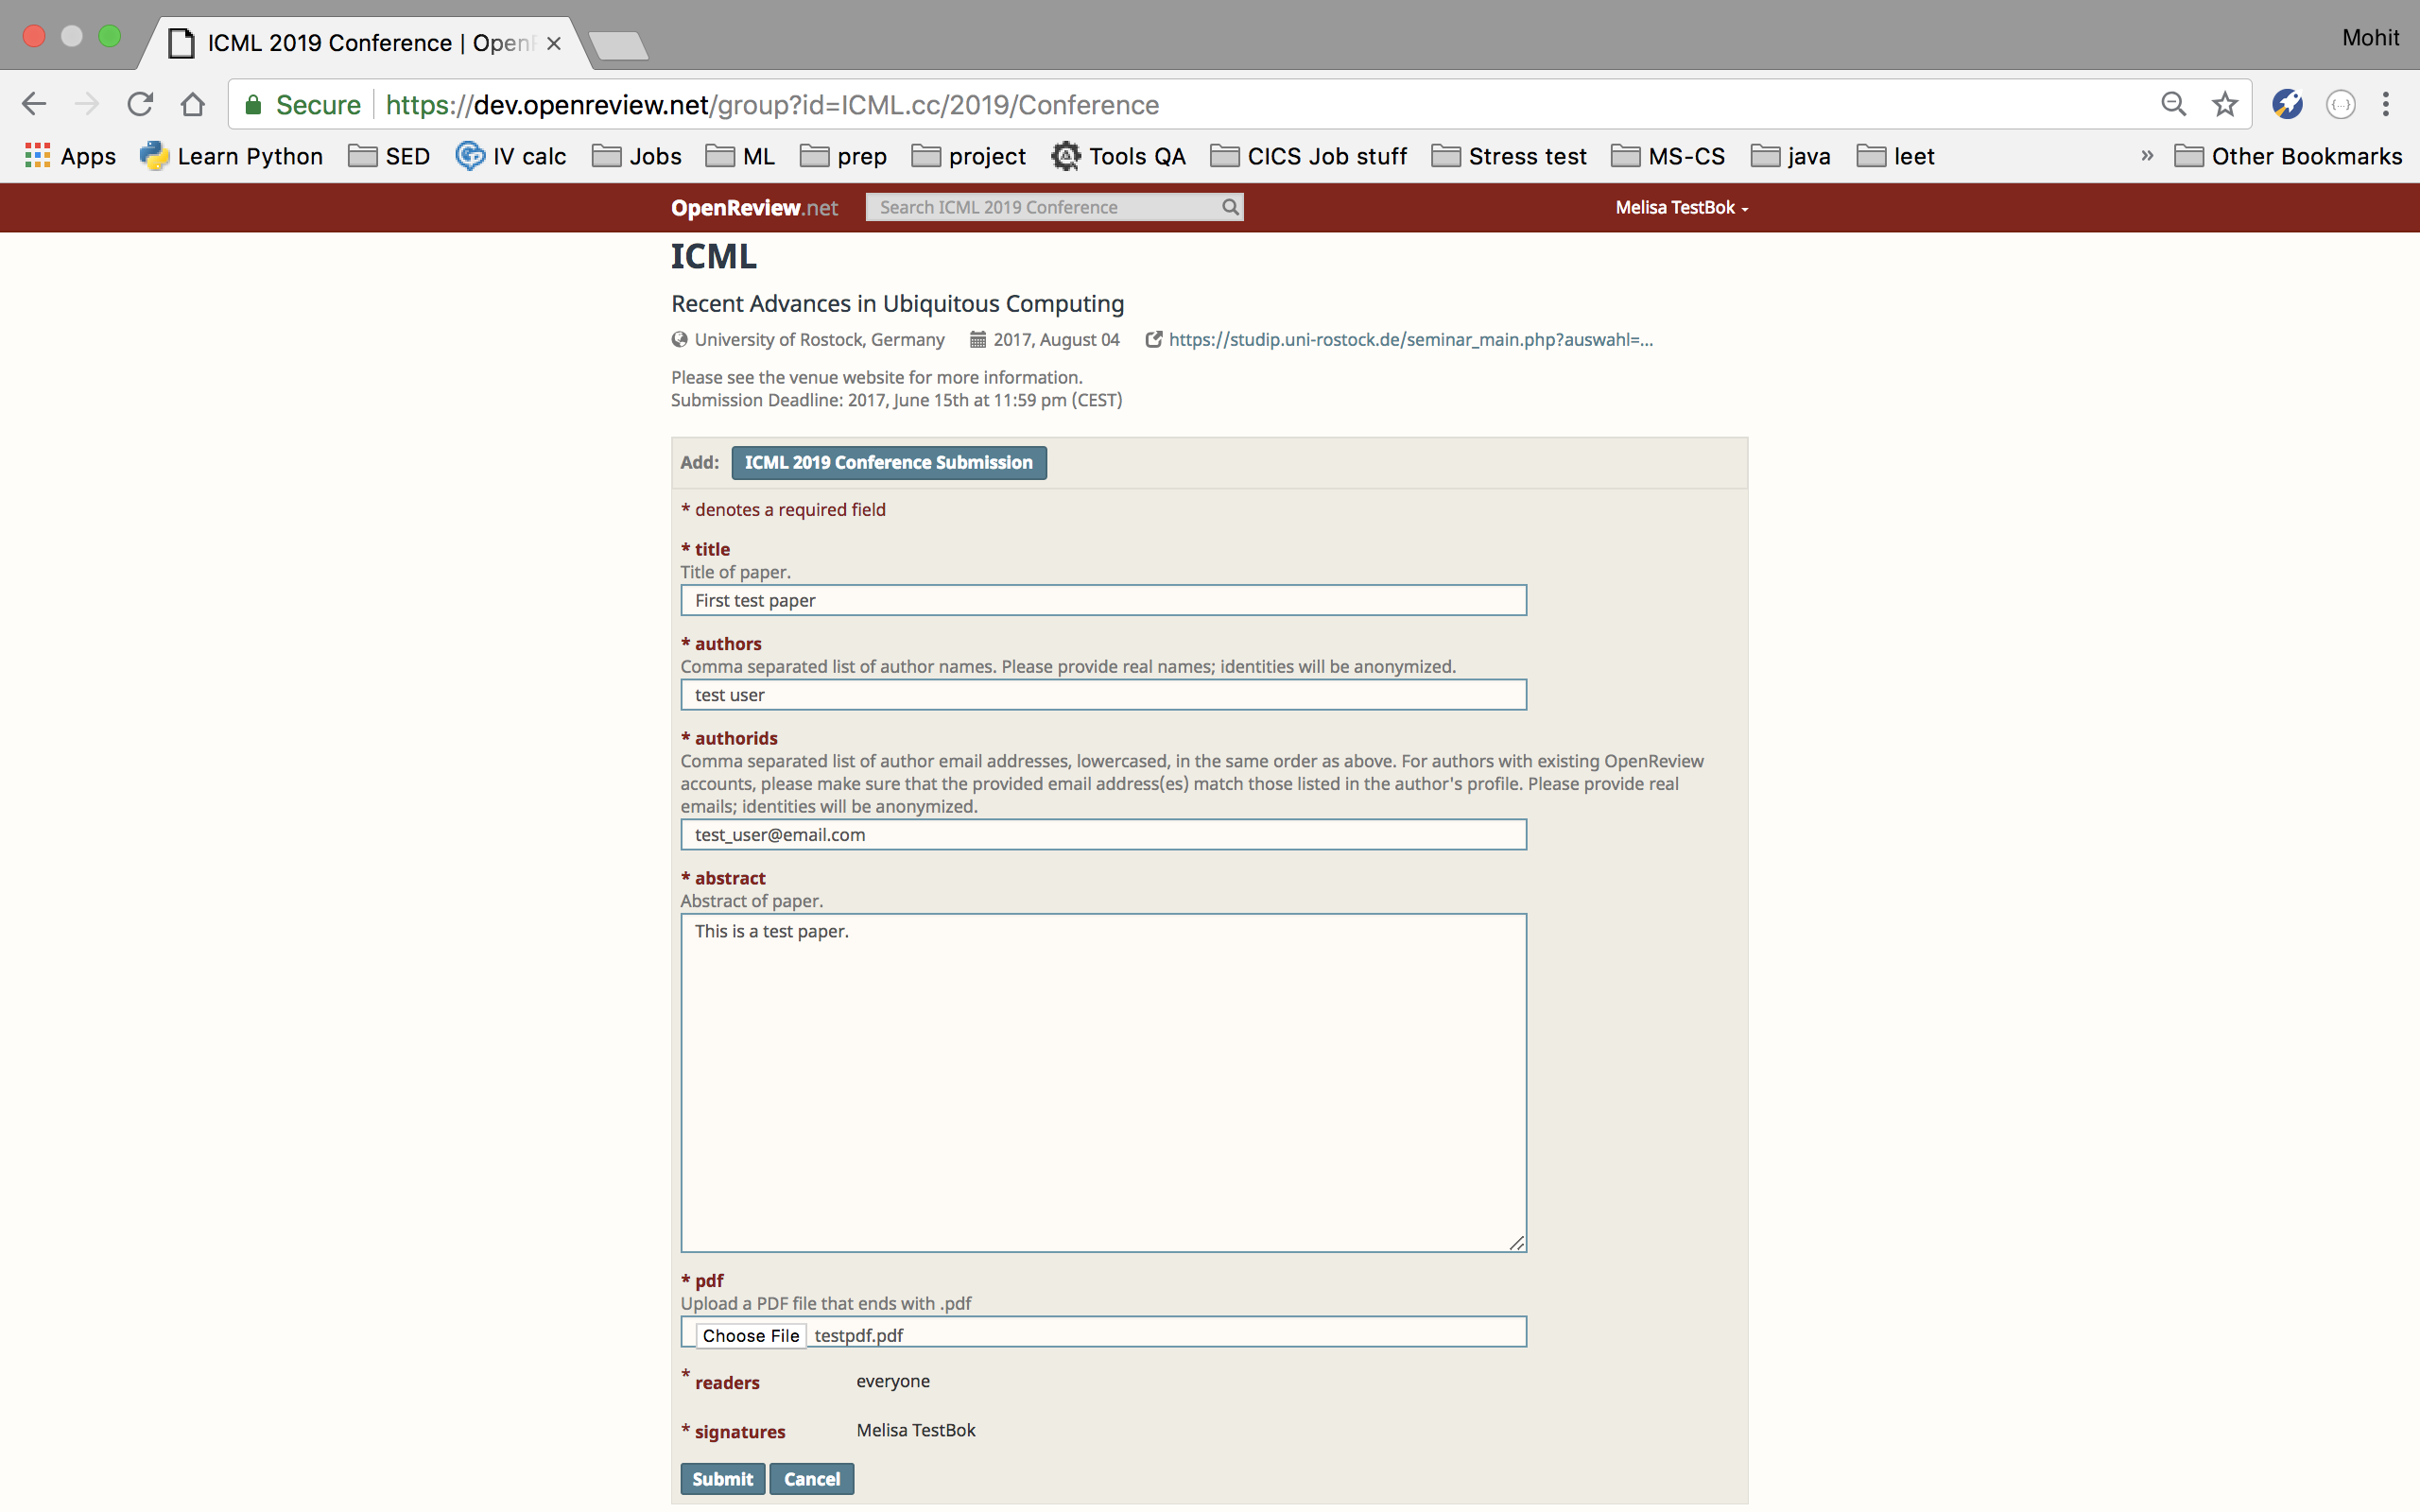 ICML 2019 Conference | Open
Mohit
Secure https://dev.openreview.net/group?id=ICML.cc/2019/Conference
Apps Learn Python SED IV calc Jobs ML prep project Tools QA CICS Job stuff Stress test MS-CS java leet » Other Bookmarks
OpenReview.net Search ICML 2019 Conference Melisa TestBok
ICML
Recent Advances in Ubiquitous Computing
University of Rostock, Germany 2017, August 04 https://studip.uni-rostock.de/seminar_main.php?auswahl=...
Please see the venue website for more information.
Submission Deadline: 2017, June 15th at 11:59 pm (CEST)
Add: ICML 2019 Conference Submission
* denotes a required field
* title
Title of paper.
First test paper
* authors
Comma separated list of author names. Please provide real names; identities will be anonymized.
test user
* authorids
Comma separated list of author email addresses, lowercased, in the same order as above. For authors with existing OpenReview
accounts, please make sure that the provided email address(es) match those listed in the author's profile. Please provide real
emails; identities will be anonymized.
test_user@email.com
* abstract
Abstract of paper.
This is a test paper.
* pdf
Upload a PDF file that ends with .pdf
Choose File testpdf.pdf
* readers everyone
* signatures Melisa TestBok
Submit Cancel